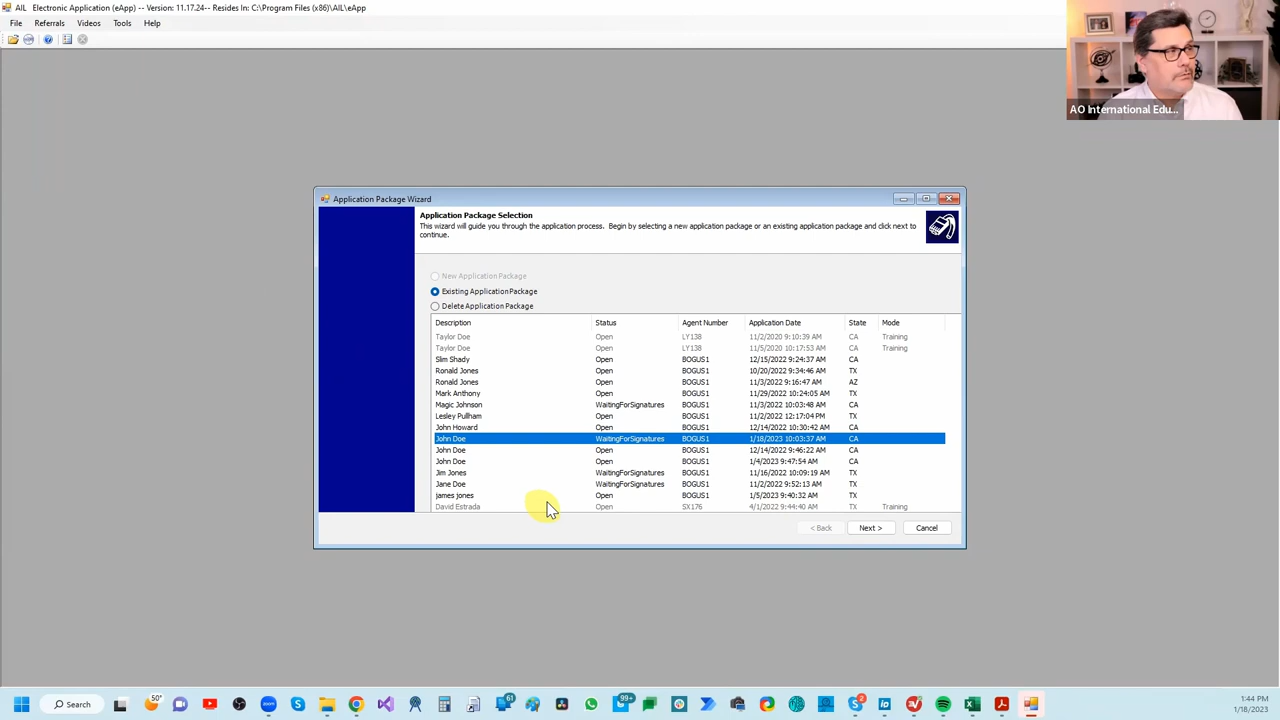 AIL Electronic Application (eApp) -- Version: 11.17.24-- Resides In: C:\Program Files (x86)\AIL\eApp
File Referrals Videos Tools Help
AO International Edu...
Application Package Wizard
Application Package Selection
This wizard will guide you through the application process. Begin by selecting a new application package or an existing application package and click next to
continue.
New Application Package
Existing Application Package
Delete Application Package
Description Status Agent Number Application Date State Mode
Taylor Doe Open LY138 11/2/2020 9:10:39 AM CA Training
Taylor Doe Open LY138 11/5/2020 10:17:53 AM CA Training
Slim Shady Open BOGUS1 12/15/2022 9:24:37 AM CA
Ronald Jones Open BOGUS1 10/20/2022 9:34:46 AM TX
Ronald Jones Open BOGUS1 11/3/2022 9:16:47 AM AZ
Mark Anthony Open BOGUS1 11/29/2022 10:24:05 AM TX
Magic Johnson WaitingForSignatures BOGUS1 11/3/2022 10:03:48 AM CA
Lesley Pullham Open BOGUS1 11/2/2022 12:17:04 PM TX
John Howard Open BOGUS1 12/14/2022 10:30:42 AM CA
John Doe WaitingForSignatures BOGUS1 1/18/2023 10:03:37 AM CA
John Doe Open BOGUS1 12/14/2022 9:46:22 AM CA
John Doe Open BOGUS1 1/4/2023 9:47:54 AM CA
Jim Jones WaitingForSignatures BOGUS1 11/16/2022 10:09:19 AM TX
Jane Doe WaitingForSignatures BOGUS1 11/2/2022 9:52:13 AM TX
james jones Open BOGUS1 1/5/2023 9:40:32 AM TX
David Estrada Open SX176 4/1/2022 9:44:40 AM TX Training
< Back Next > Cancel
Search 50° 61 99+ 2
1:44 PM
1/18/2023